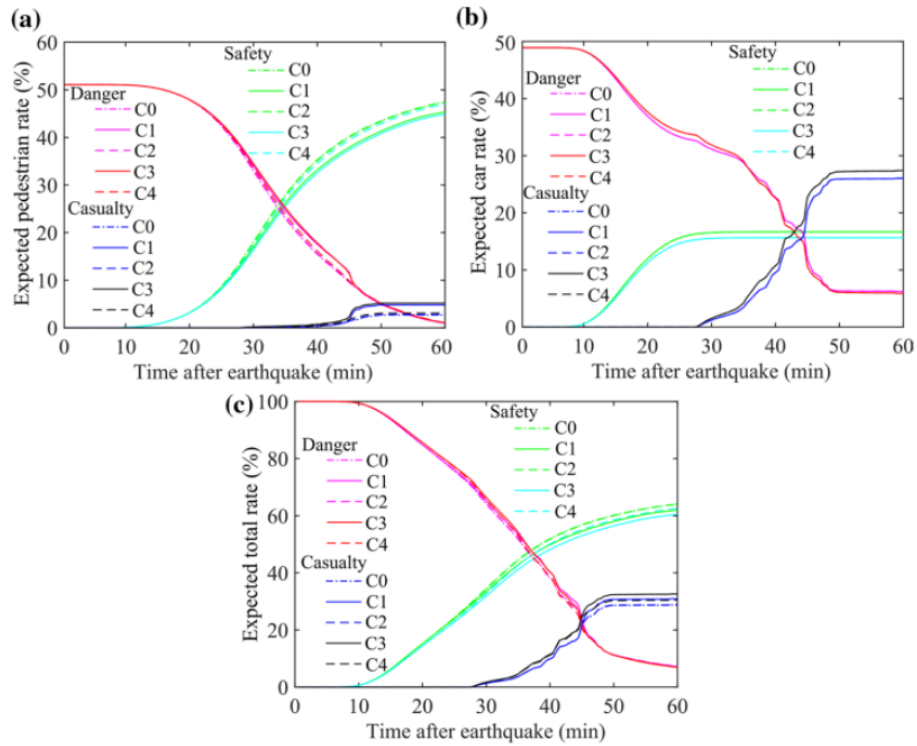 (a)
60
50
40
30
20
10
0
Expected pedestrian rate (%)
Danger
C0
C1
C2
C3
C4
Casualty
C0
C1
C2
C3
C4
Safety
C0
C1
C2
C3
C4
0 10 20 30 40 50 60
Time after earthquake (min)
(b)
50
40
30
20
10
0
Expected car rate (%)
Danger
C0
C1
C2
C3
C4
Casualty
C0
C1
C2
C3
C4
Safety
C0
C1
C2
C3
C4
0 10 20 30 40 50 60
Time after earthquake (min)
(c)
100
80
60
40
20
0
Expected total rate (%)
Danger
C0
C1
C2
C3
C4
Casualty
C0
C1
C2
C3
C4
Safety
C0
C1
C2
C3
C4
0 10 20 30 40 50 60
Time after earthquake (min)